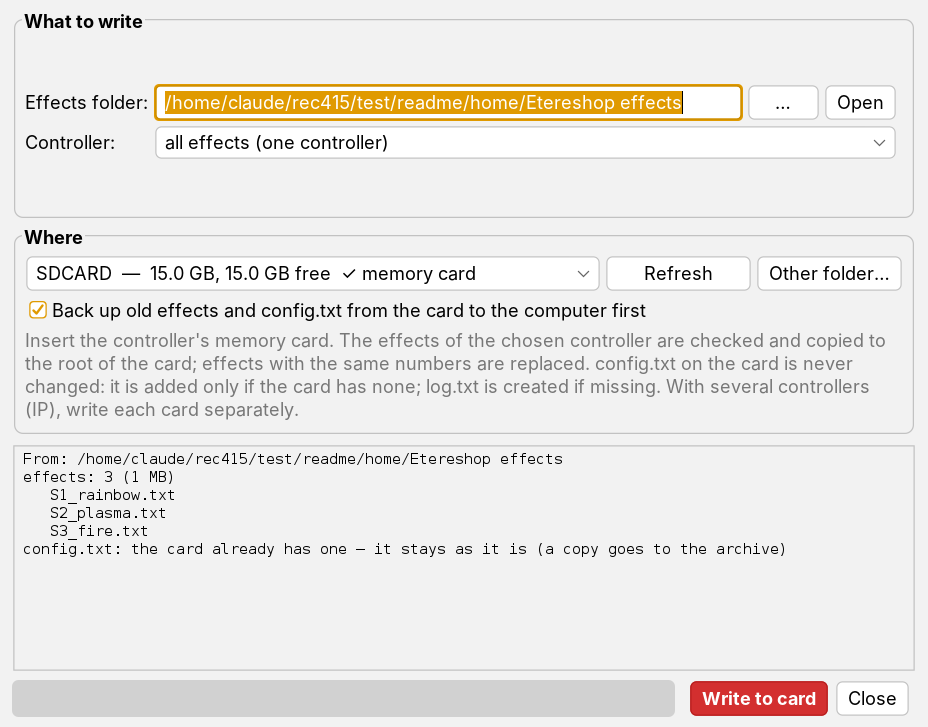 What to write
Effects folder: /home/claude/rec415/test/readme/home/Etereshop effects ... Open
Controller: all effects (one controller)
Where
SDCARD — 15.0 GB, 15.0 GB free ✓ memory card Refresh Other folder...
Back up old effects and config.txt from the card to the computer first
Insert the controller's memory card. The effects of the chosen controller are checked and copied to
the root of the card; effects with the same numbers are replaced. config.txt on the card is never
changed: it is added only if the card has none; log.txt is created if missing. With several controllers
(IP), write each card separately.
From: /home/claude/rec415/test/readme/home/Etereshop effects
effects: 3 (1 MB)
S1_rainbow.txt
S2_plasma.txt
S3_fire.txt
config.txt: the card already has one — it stays as it is (a copy goes to the archive)
Write to card Close